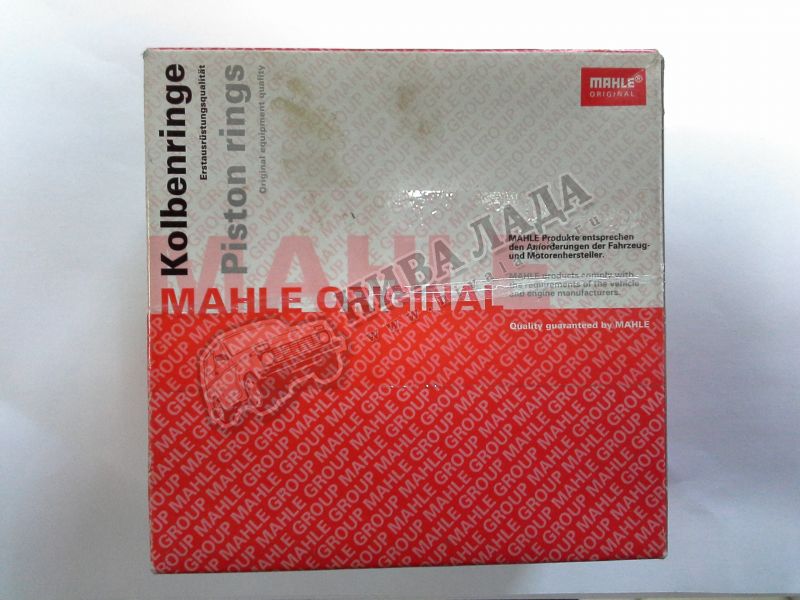 Kolbenringe
Erstausrüstungsqualität
Piston rings
Original equipment quality
MAHLE®
ORIGINAL
MAHLE
MAHLE ORIGINAL
НИВА ЛАДА
MAHLE Produkte entsprechen
den Anforderungen der Fahrzeug-
und Motorenhersteller.
MAHLE products comply with
the requirements of the vehicle
and engine manufacturers.
Quality guaranteed by MAHLE
MAHLE GROUP MAHLE GROUP MAHLE GROUP